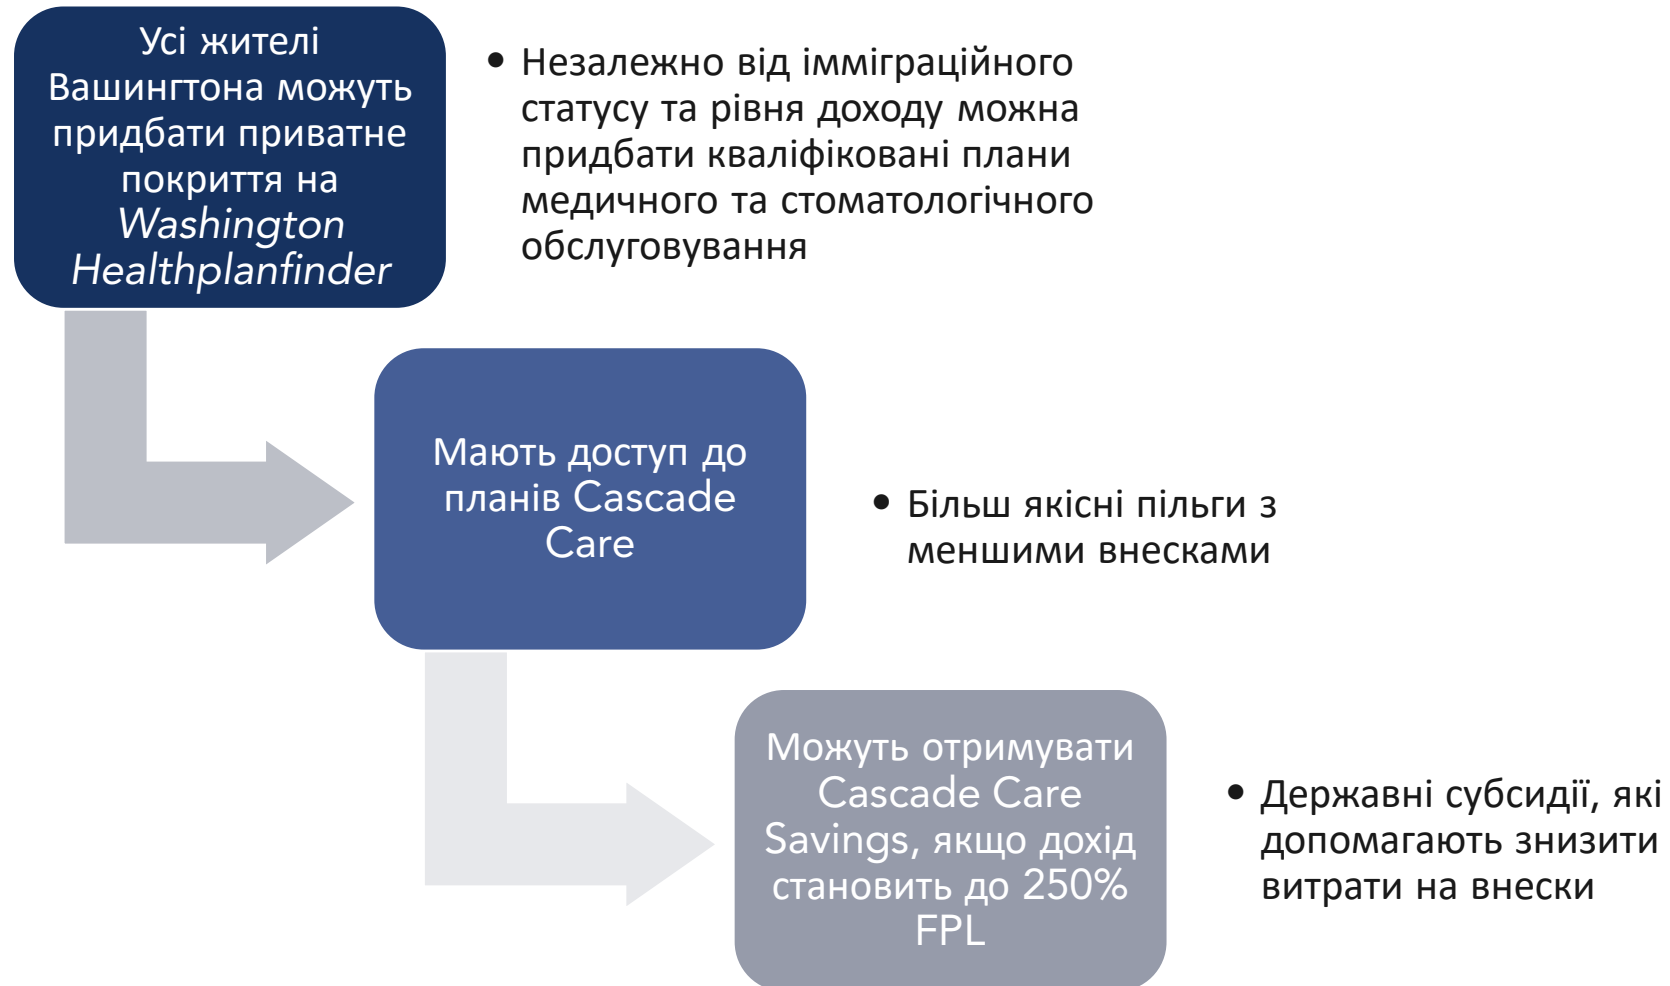 Усі жителі
Вашингтона можуть
придбати приватне
покриття на
Washington
Healthplanfinder
• Незалежно від імміграційного
статусу та рівня доходу можна
придбати кваліфіковані плани
медичного та стоматологічного
обслуговування
Мають доступ до
планів Cascade
Care
• Більш якісні пільги з
меншими внесками
Можуть отримувати
Cascade Care
Savings, якщо дохід
становить до 250%
FPL
• Державні субсидії, які
допомагають знизити
витрати на внески